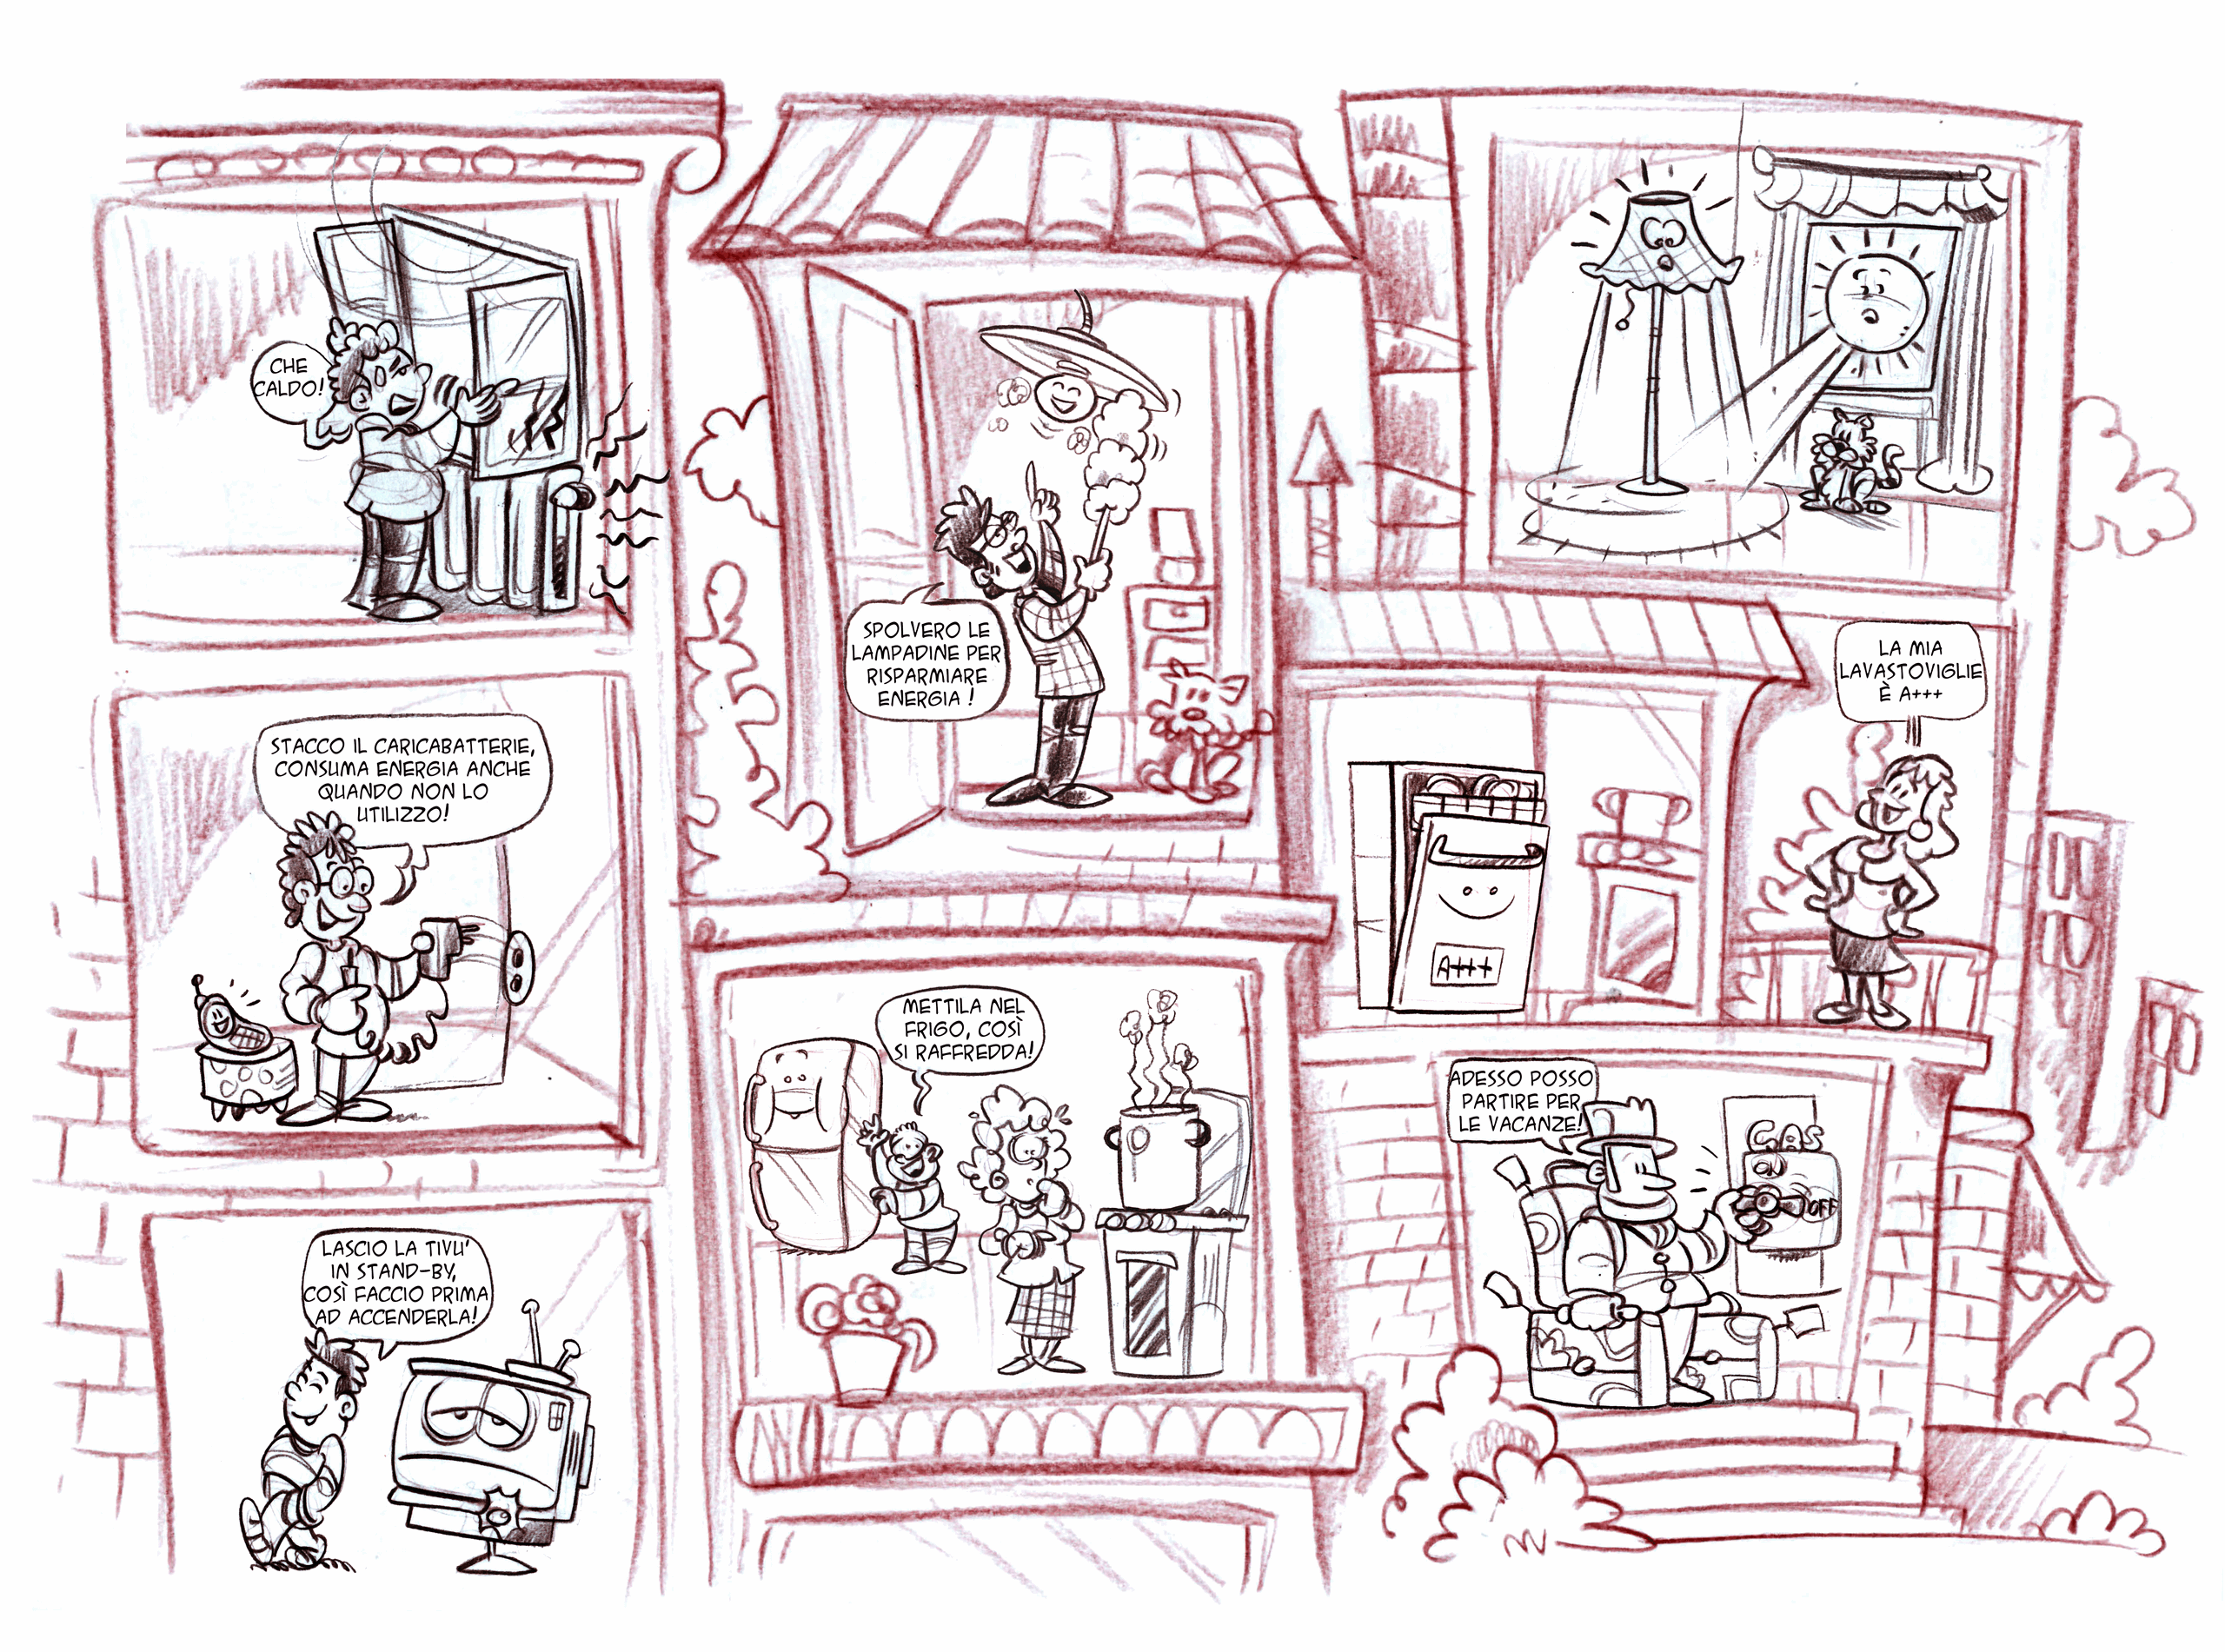 CHE
CALDO!
SPOLVERO LE
LAMPADINE PER
RISPARMIARE
ENERGIA !
LA MIA
LAVASTOVIGLIE
È A+++
A+++
STACCO IL CARICABATTERIE,
CONSUMA ENERGIA ANCHE
QUANDO NON LO
UTILIZZO!
METTILA NEL
FRIGO, COSÌ
SI RAFFREDDA!
ADESSO POSSO
PARTIRE PER
LE VACANZE!
GAS
ON
OFF
LASCIO LA TIVU'
IN STAND-BY,
COSÌ FACCIO PRIMA
AD ACCENDERLA!